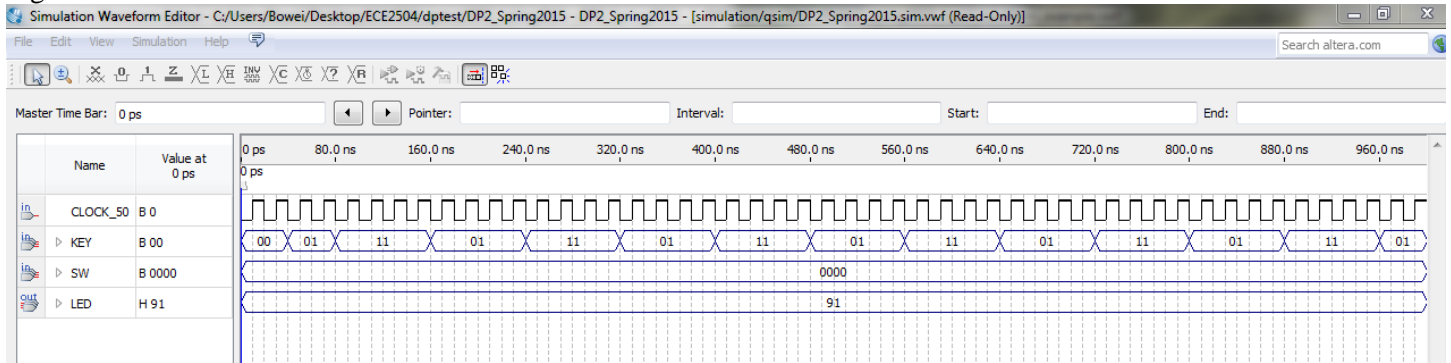 Simulation Waveform Editor - C:/Users/Bowei/Desktop/ECE2504/dptest/DP2_Spring2015 - DP2_Spring2015 - [simulation/qsim/DP2_Spring2015.sim.vwf (Read-Only)]
File Edit View Simulation Help
Search altera.com
Master Time Bar: 0 ps Pointer: Interval: Start: End:
Name Value at 0 ps
0 ps 80.0 ns 160.0 ns 240.0 ns 320.0 ns 400.0 ns 480.0 ns 560.0 ns 640.0 ns 720.0 ns 800.0 ns 880.0 ns 960.0 ns
0 ps
in CLOCK_50 B 0
in KEY B 00 00 01 11 01 11 01 11 01 11 01 11 01 11 01
in SW B 0000 0000
out LED H 91 91